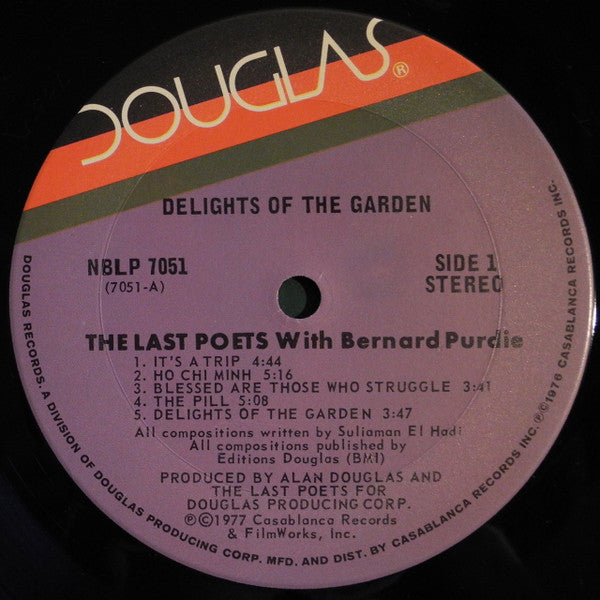 DOUGLAS®
DELIGHTS OF THE GARDEN
NBLP 7051
(7051-A)
SIDE 1
STEREO
THE LAST POETS With Bernard Purdie
1. IT'S A TRIP 4:44
2. HO CHI MINH 5:16
3. BLESSED ARE THOSE WHO STRUGGLE 3:41
4. THE PILL 5:08
5. DELIGHTS OF THE GARDEN 3:47
All compositions written by Suliaman El Hadi
All compositions published by
Editions Douglas (BMI)
PRODUCED BY ALAN DOUGLAS AND
THE LAST POETS FOR
DOUGLAS PRODUCING CORP.
℗©1977 Casablanca Records
& FilmWorks, Inc.
DOUGLAS RECORDS. A DIVISION OF DOUGLAS PRODUCING CORP. MFD. AND DIST. BY CASABLANCA RECORDS INC. ℗©1976 CASABLANCA RECORDS INC.